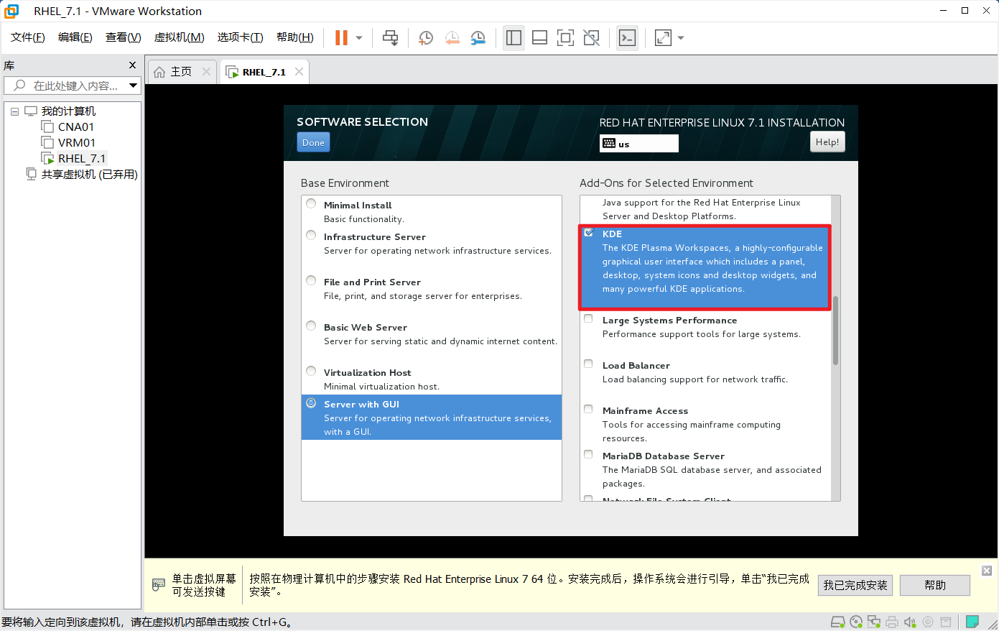 RHEL_7.1 - VMware Workstation
文件(F) 编辑(E) 查看(V) 虚拟机(M) 选项卡(T) 帮助(H)
库
在此处键入内容...
我的计算机
CNA01
VRM01
RHEL_7.1
共享虚拟机 (已弃用)
主页
RHEL_7.1
SOFTWARE SELECTION
Done
RED HAT ENTERPRISE LINUX 7.1 INSTALLATION
us
Help!
Base Environment
Minimal Install
Basic functionality.
Infrastructure Server
Server for operating network infrastructure services.
File and Print Server
File, print, and storage server for enterprises.
Basic Web Server
Server for serving static and dynamic internet content.
Virtualization Host
Minimal virtualization host.
Server with GUI
Server for operating network infrastructure services,
with a GUI.
Add-Ons for Selected Environment
Java support for the Red Hat Enterprise Linux
Server and Desktop Platforms.
KDE
The KDE Plasma Workspaces, a highly-configurable
graphical user interface which includes a panel,
desktop, system icons and desktop widgets, and
many powerful KDE applications.
Large Systems Performance
Performance support tools for large systems.
Load Balancer
Load balancing support for network traffic.
Mainframe Access
Tools for accessing mainframe computing
resources.
MariaDB Database Server
The MariaDB SQL database server, and associated
packages.
Network File System Client
单击虚拟屏幕
可发送按键
按照在物理计算机中的步骤安装 Red Hat Enterprise Linux 7 64 位。安装完成后，操作系统会进行引导，单击“我已完成
安装”。
我已完成安装
帮助
要将输入定向到该虚拟机，请在虚拟机内部单击或按 Ctrl+G。